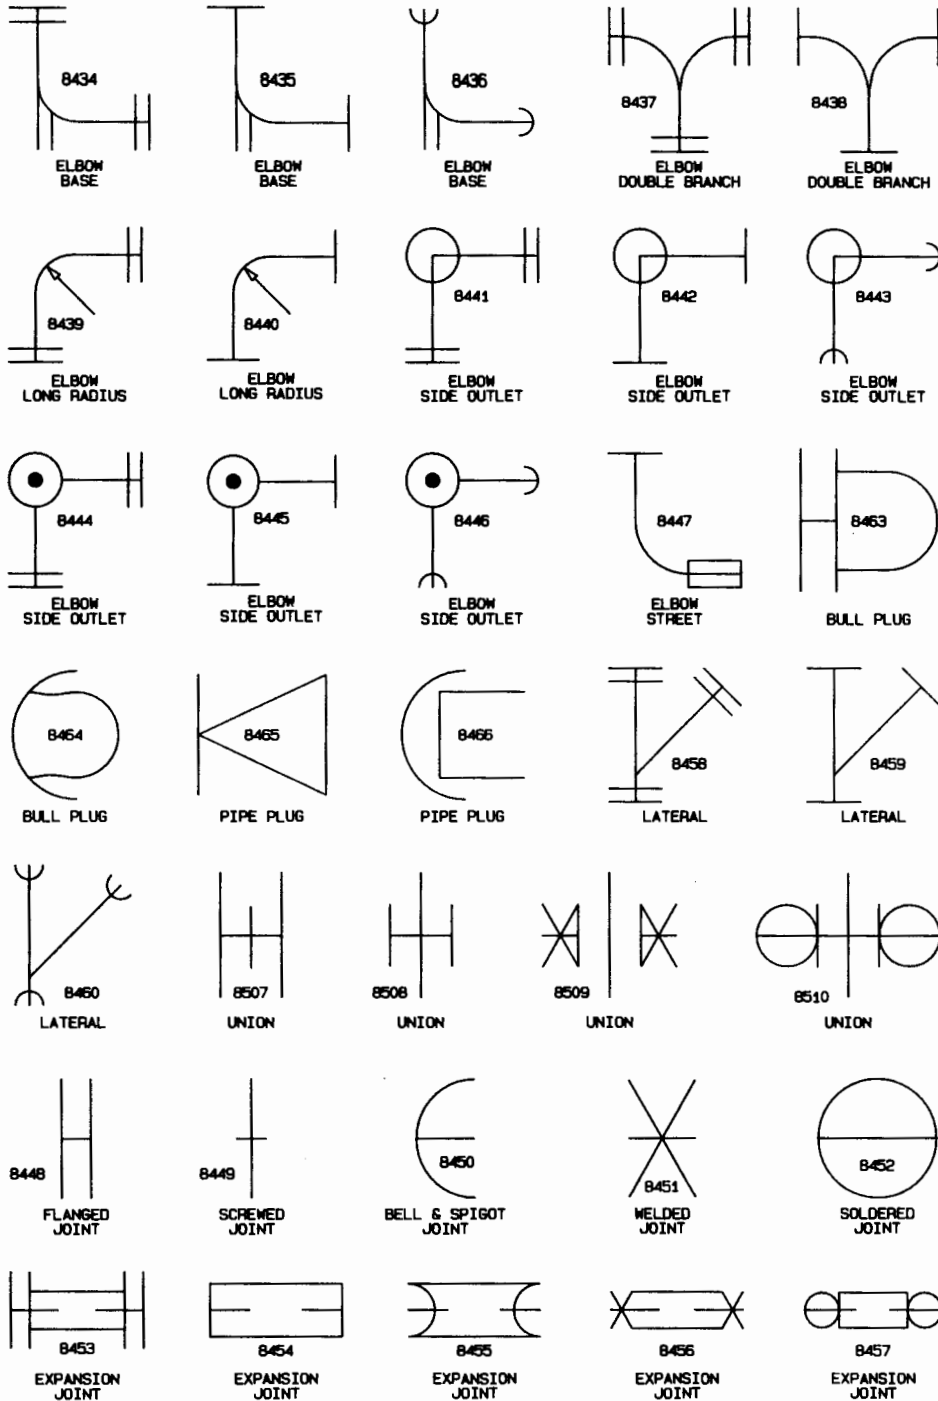 8434
ELBOW
BASE
8435
ELBOW
BASE
8436
ELBOW
BASE
8437
ELBOW
DOUBLE BRANCH
8438
ELBOW
DOUBLE BRANCH
8439
ELBOW
LONG RADIUS
8440
ELBOW
LONG RADIUS
8441
ELBOW
SIDE OUTLET
8442
ELBOW
SIDE OUTLET
8443
ELBOW
SIDE OUTLET
8444
ELBOW
SIDE OUTLET
8445
ELBOW
SIDE OUTLET
8446
ELBOW
SIDE OUTLET
8447
ELBOW
STREET
8463
BULL PLUG
8464
BULL PLUG
8465
PIPE PLUG
8466
PIPE PLUG
8458
LATERAL
8459
LATERAL
8460
LATERAL
8507
UNION
8508
UNION
8509
UNION
8510
UNION
8448
FLANGED
JOINT
8449
SCREWED
JOINT
8450
BELL & SPIGOT
JOINT
8451
WELDED
JOINT
8452
SOLDERED
JOINT
8453
EXPANSION
JOINT
8454
EXPANSION
JOINT
8455
EXPANSION
JOINT
8456
EXPANSION
JOINT
8457
EXPANSION
JOINT